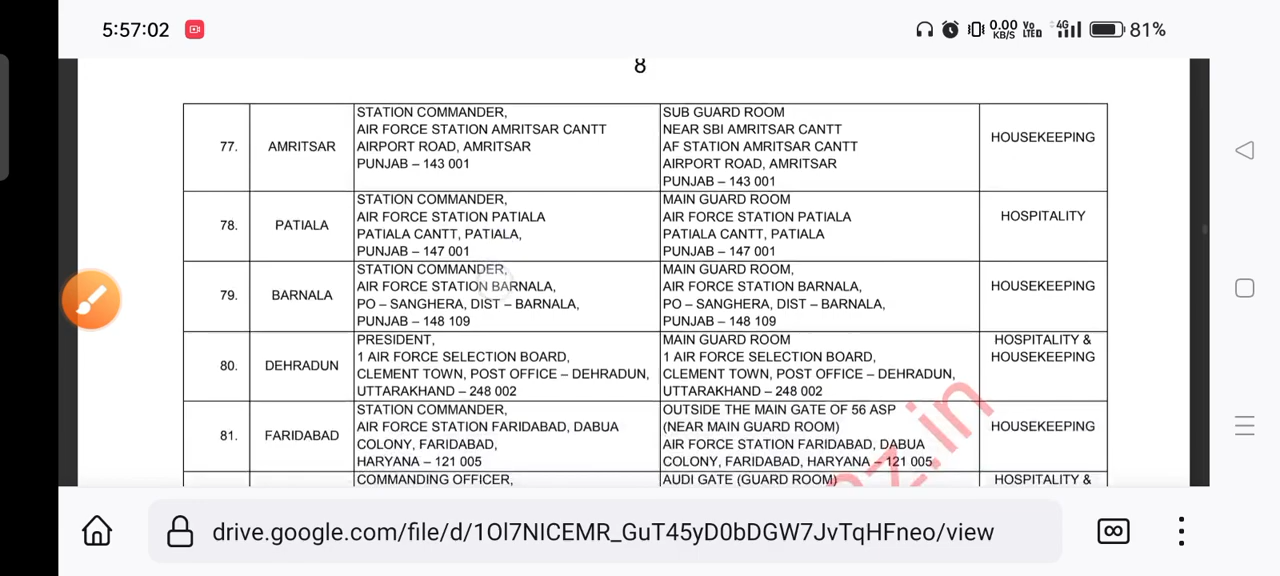 5:57:02
0.00 KB/S Vo LTE 4G 81%
8
77. AMRITSAR
STATION COMMANDER,
AIR FORCE STATION AMRITSAR CANTT
AIRPORT ROAD, AMRITSAR
PUNJAB – 143 001
SUB GUARD ROOM
NEAR SBI AMRITSAR CANTT
AF STATION AMRITSAR CANTT
AIRPORT ROAD, AMRITSAR
PUNJAB – 143 001
HOUSEKEEPING
78. PATIALA
STATION COMMANDER,
AIR FORCE STATION PATIALA
PATIALA CANTT, PATIALA,
PUNJAB – 147 001
MAIN GUARD ROOM
AIR FORCE STATION PATIALA
PATIALA CANTT, PATIALA
PUNJAB – 147 001
HOSPITALITY
79. BARNALA
STATION COMMANDER,
AIR FORCE STATION BARNALA,
PO – SANGHERA, DIST – BARNALA,
PUNJAB – 148 109
MAIN GUARD ROOM,
AIR FORCE STATION BARNALA,
PO – SANGHERA, DIST – BARNALA,
PUNJAB – 148 109
HOUSEKEEPING
80. DEHRADUN
PRESIDENT,
1 AIR FORCE SELECTION BOARD,
CLEMENT TOWN, POST OFFICE – DEHRADUN,
UTTARAKHAND – 248 002
MAIN GUARD ROOM
1 AIR FORCE SELECTION BOARD,
CLEMENT TOWN, POST OFFICE – DEHRADUN,
UTTARAKHAND – 248 002
HOSPITALITY &
HOUSEKEEPING
81. FARIDABAD
STATION COMMANDER,
AIR FORCE STATION FARIDABAD, DABUA
COLONY, FARIDABAD,
HARYANA – 121 005
OUTSIDE THE MAIN GATE OF 56 ASP
(NEAR MAIN GUARD ROOM)
AIR FORCE STATION FARIDABAD, DABUA
COLONY, FARIDABAD, HARYANA – 121 005
HOUSEKEEPING
COMMANDING OFFICER,
AUDI GATE (GUARD ROOM)
HOSPITALITY &
drive.google.com/file/d/1Ol7NICEMR_GuT45yD0bDGW7JvTqHFneo/view